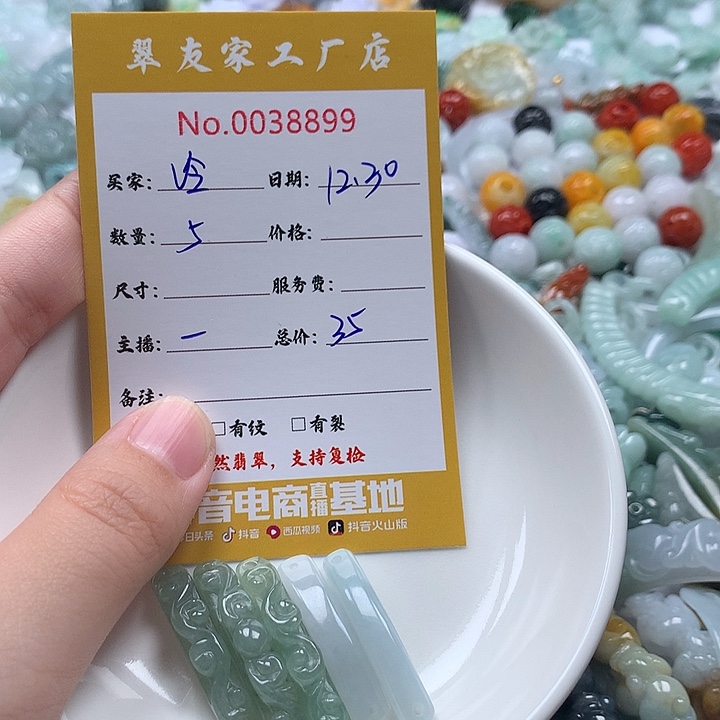 翠友家工厂店
No.0038899
买家: 冷 日期: 12.30
数量: 5 价格:
尺寸: 服务费:
主播: 一 总价: 35
备注:
□有纹 □有裂
然翡翠，支持复检
音电商直播基地
日头条 抖音 西瓜视频 抖音火山版